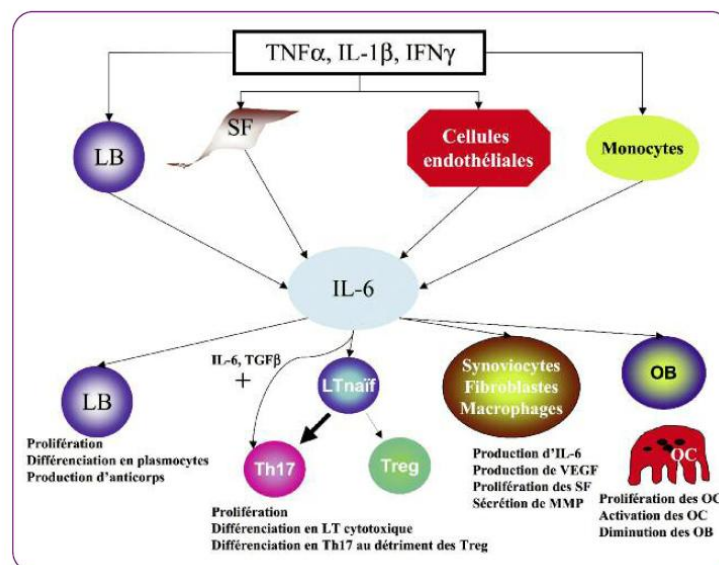 TNFα, IL-1β, IFNγ
LB
SF
Cellules
endothéliales
Monocytes
IL-6
IL-6, TGFβ
+
LB
LTnaïf
Th17
Treg
Synoviocytes
Fibroblastes
Macrophages
OB
OC
Prolifération
Différenciation en plasmocytes
Production d'anticorps
Prolifération
Différenciation en LT cytotoxique
Différenciation en Th17 au détriment des Treg
Production d'IL-6
Production de VEGF
Prolifération des SF
Sécrétion de MMP
Prolifération des OC
Activation des OC
Diminution des OB